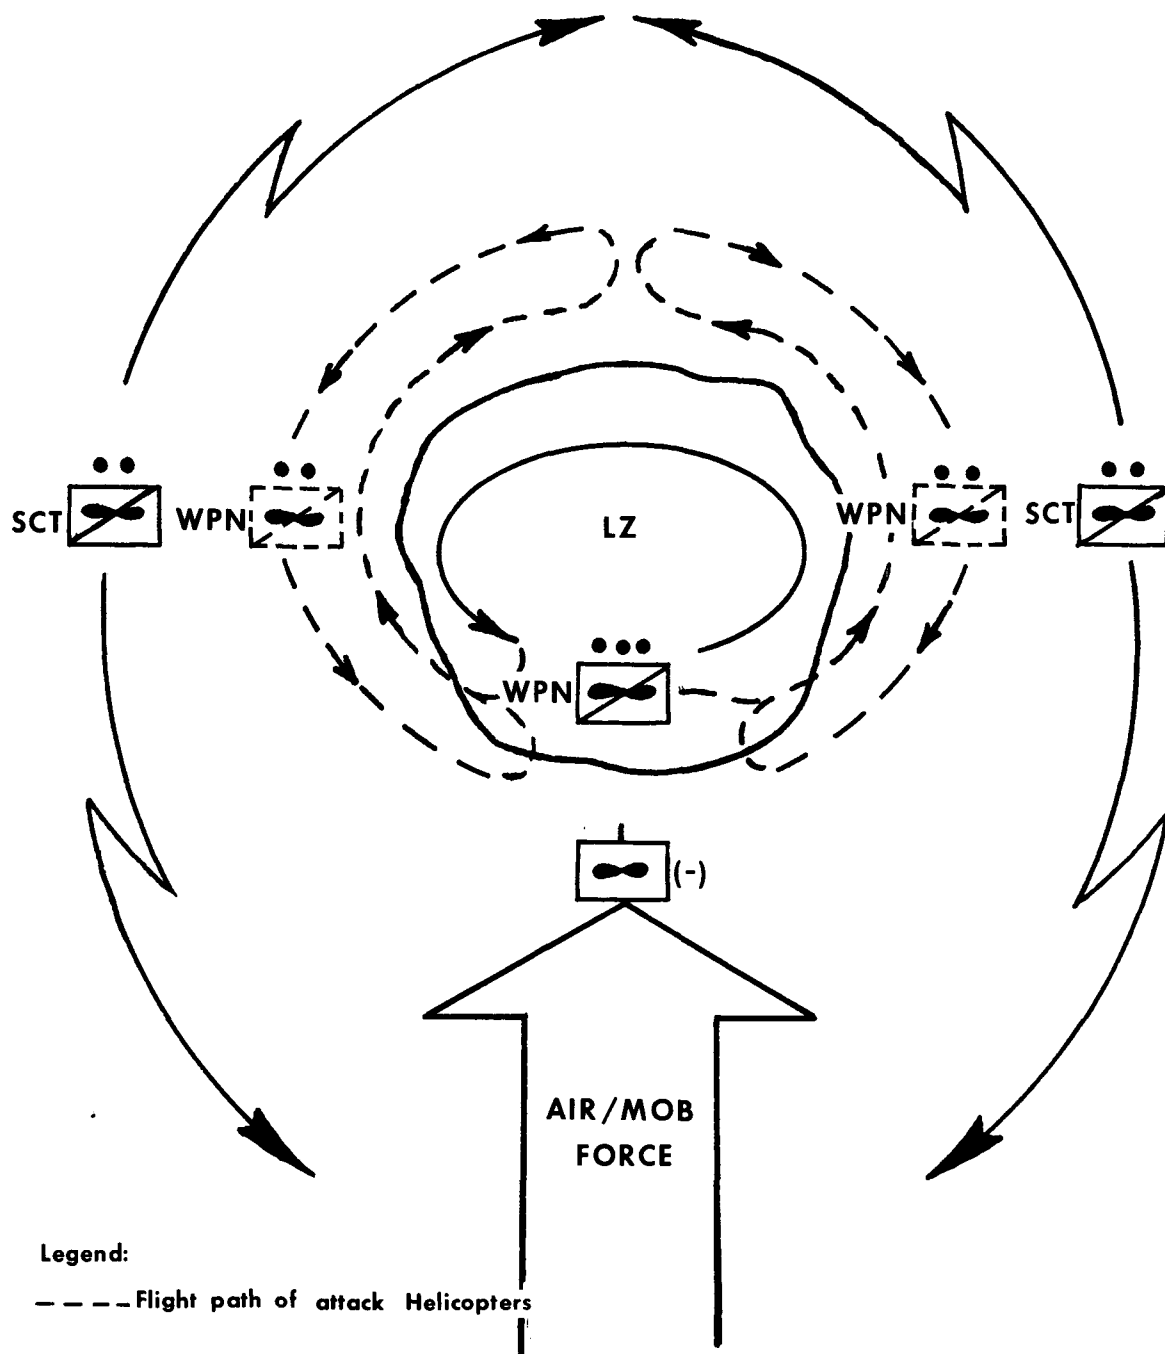 SCT
WPN
LZ
WPN
SCT
WPN
(-)
AIR/MOB
FORCE
Legend:
Flight path of attack Helicopters